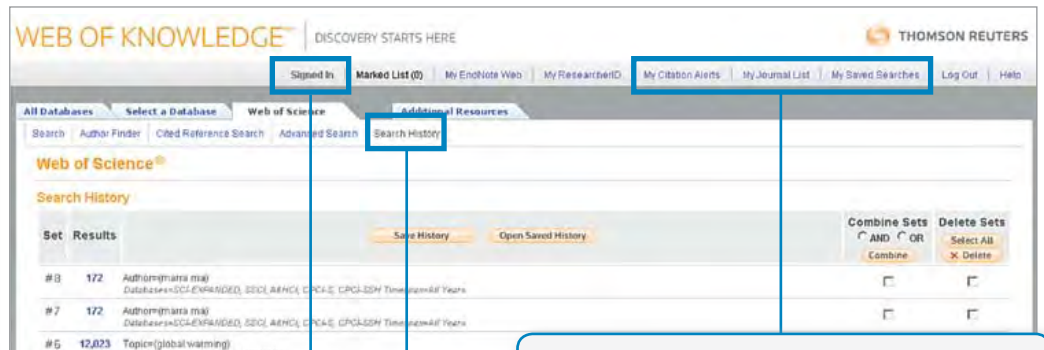 WEB OF KNOWLEDGE℠ DISCOVERY STARTS HERE THOMSON REUTERS
Signed In Marked List (0) My EndNote Web My ResearcherID My Citation Alerts My Journal List My Saved Searches Log Out Help
All Databases Select a Database Web of Science Additional Resources
Search Author Finder Cited Reference Search Advanced Search Search History
Web of Science®
Search History
Set Results Save History Open Saved History Combine Sets Delete Sets
AND OR Select All
Combine X Delete
#8 172 Author=(marra ma)
Databases=SCI-EXPANDED, SSCI, A&HCI, CPCI-S, CPCI-SSH Timespan=All Years
#7 172 Author=(marra ma)
Databases=SCI-EXPANDED, SSCI, A&HCI, CPCI-S, CPCI-SSH Timespan=All Years
#6 12,023 Topic=(global warming)